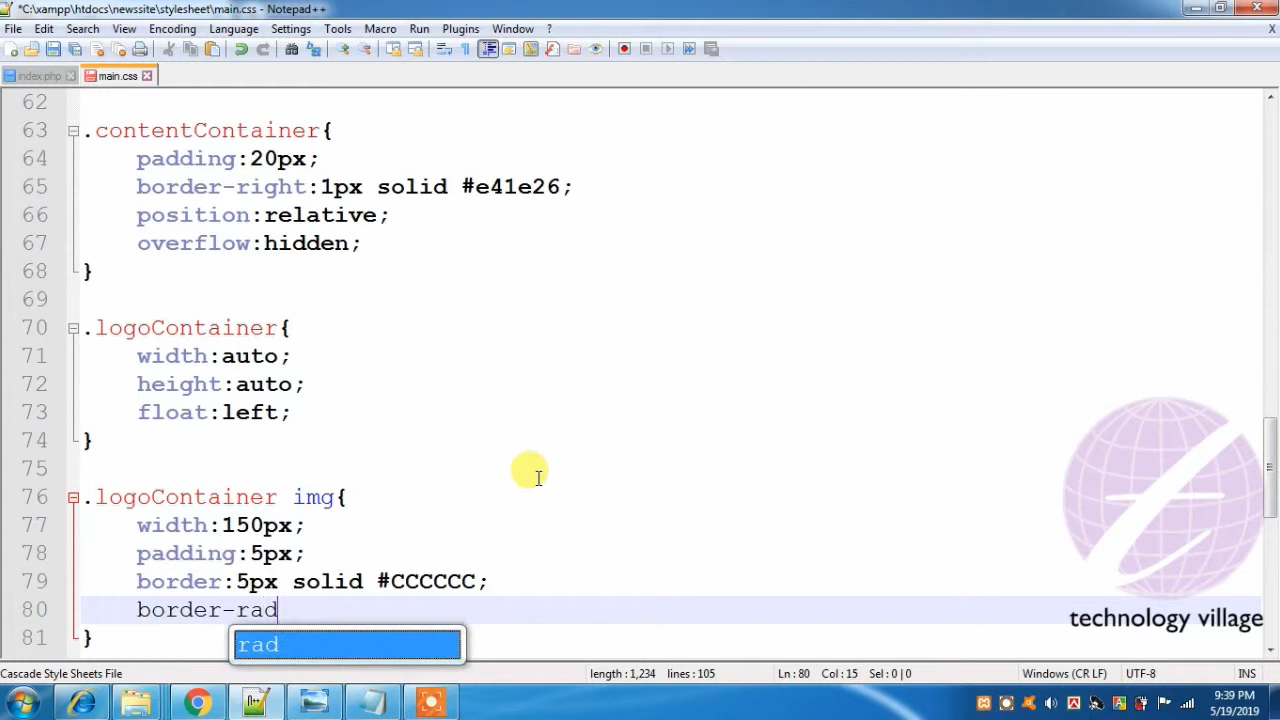 *C:\xampp\htdocs\newssite\stylesheet\main.css - Notepad++
File Edit Search View Encoding Language Settings Tools Macro Run Plugins Window ? X
index.php main.css
62
63 .contentContainer{
64 padding:20px;
65 border-right:1px solid #e41e26;
66 position:relative;
67 overflow:hidden;
68 }
69
70 .logoContainer{
71 width:auto;
72 height:auto;
73 float:left;
74 }
75
76 .logoContainer img{
77 width:150px;
78 padding:5px;
79 border:5px solid #CCCCCC;
80 border-rad
technology village
81 }
rad
Cascade Style Sheets File length : 1,234 lines : 105 Ln : 80 Col : 15 Sel : 0 | 0 Windows (CR LF) UTF-8 INS
9:39 PM
5/19/2019